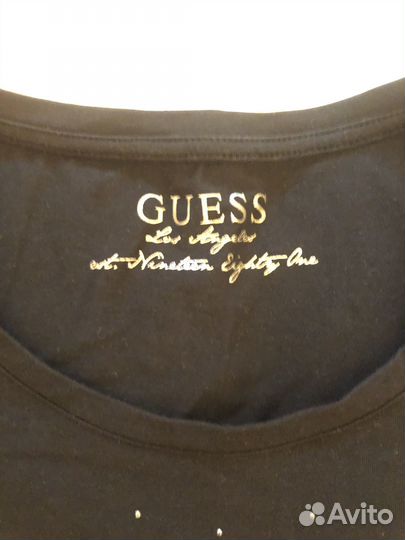 GUESS
Los Angeles
est. Nineteen Eighty One
Avito